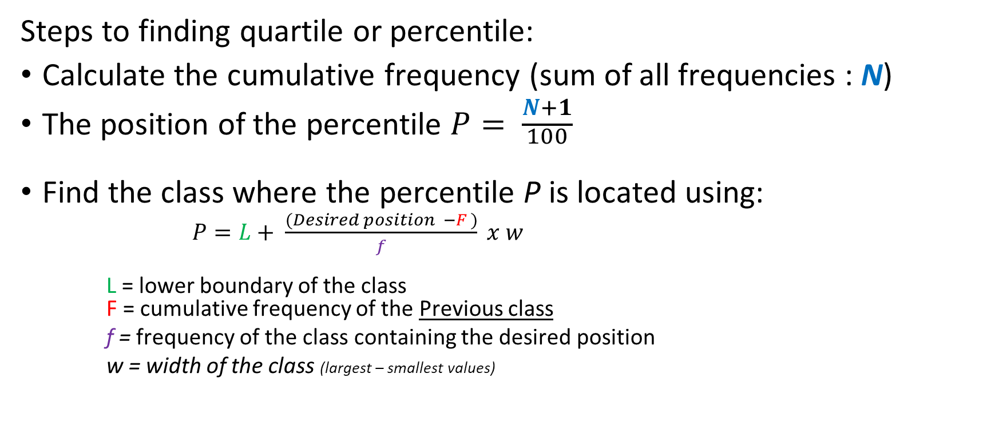 Steps to finding quartile or percentile:
• Calculate the cumulative frequency (sum of all frequencies : N)
• The position of the percentile P = N+1/100
• Find the class where the percentile P is located using:
P = L + (Desired position −F )/f x w
L = lower boundary of the class
F = cumulative frequency of the Previous class
f = frequency of the class containing the desired position
w = width of the class (largest – smallest values)